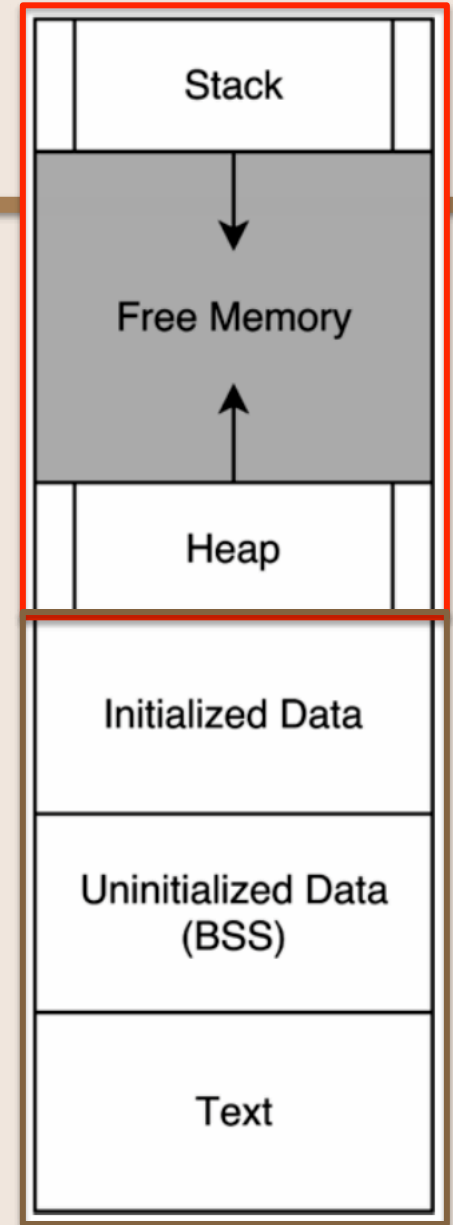 Stack
Free Memory
Heap
Initialized Data
Uninitialized Data
(BSS)
Text